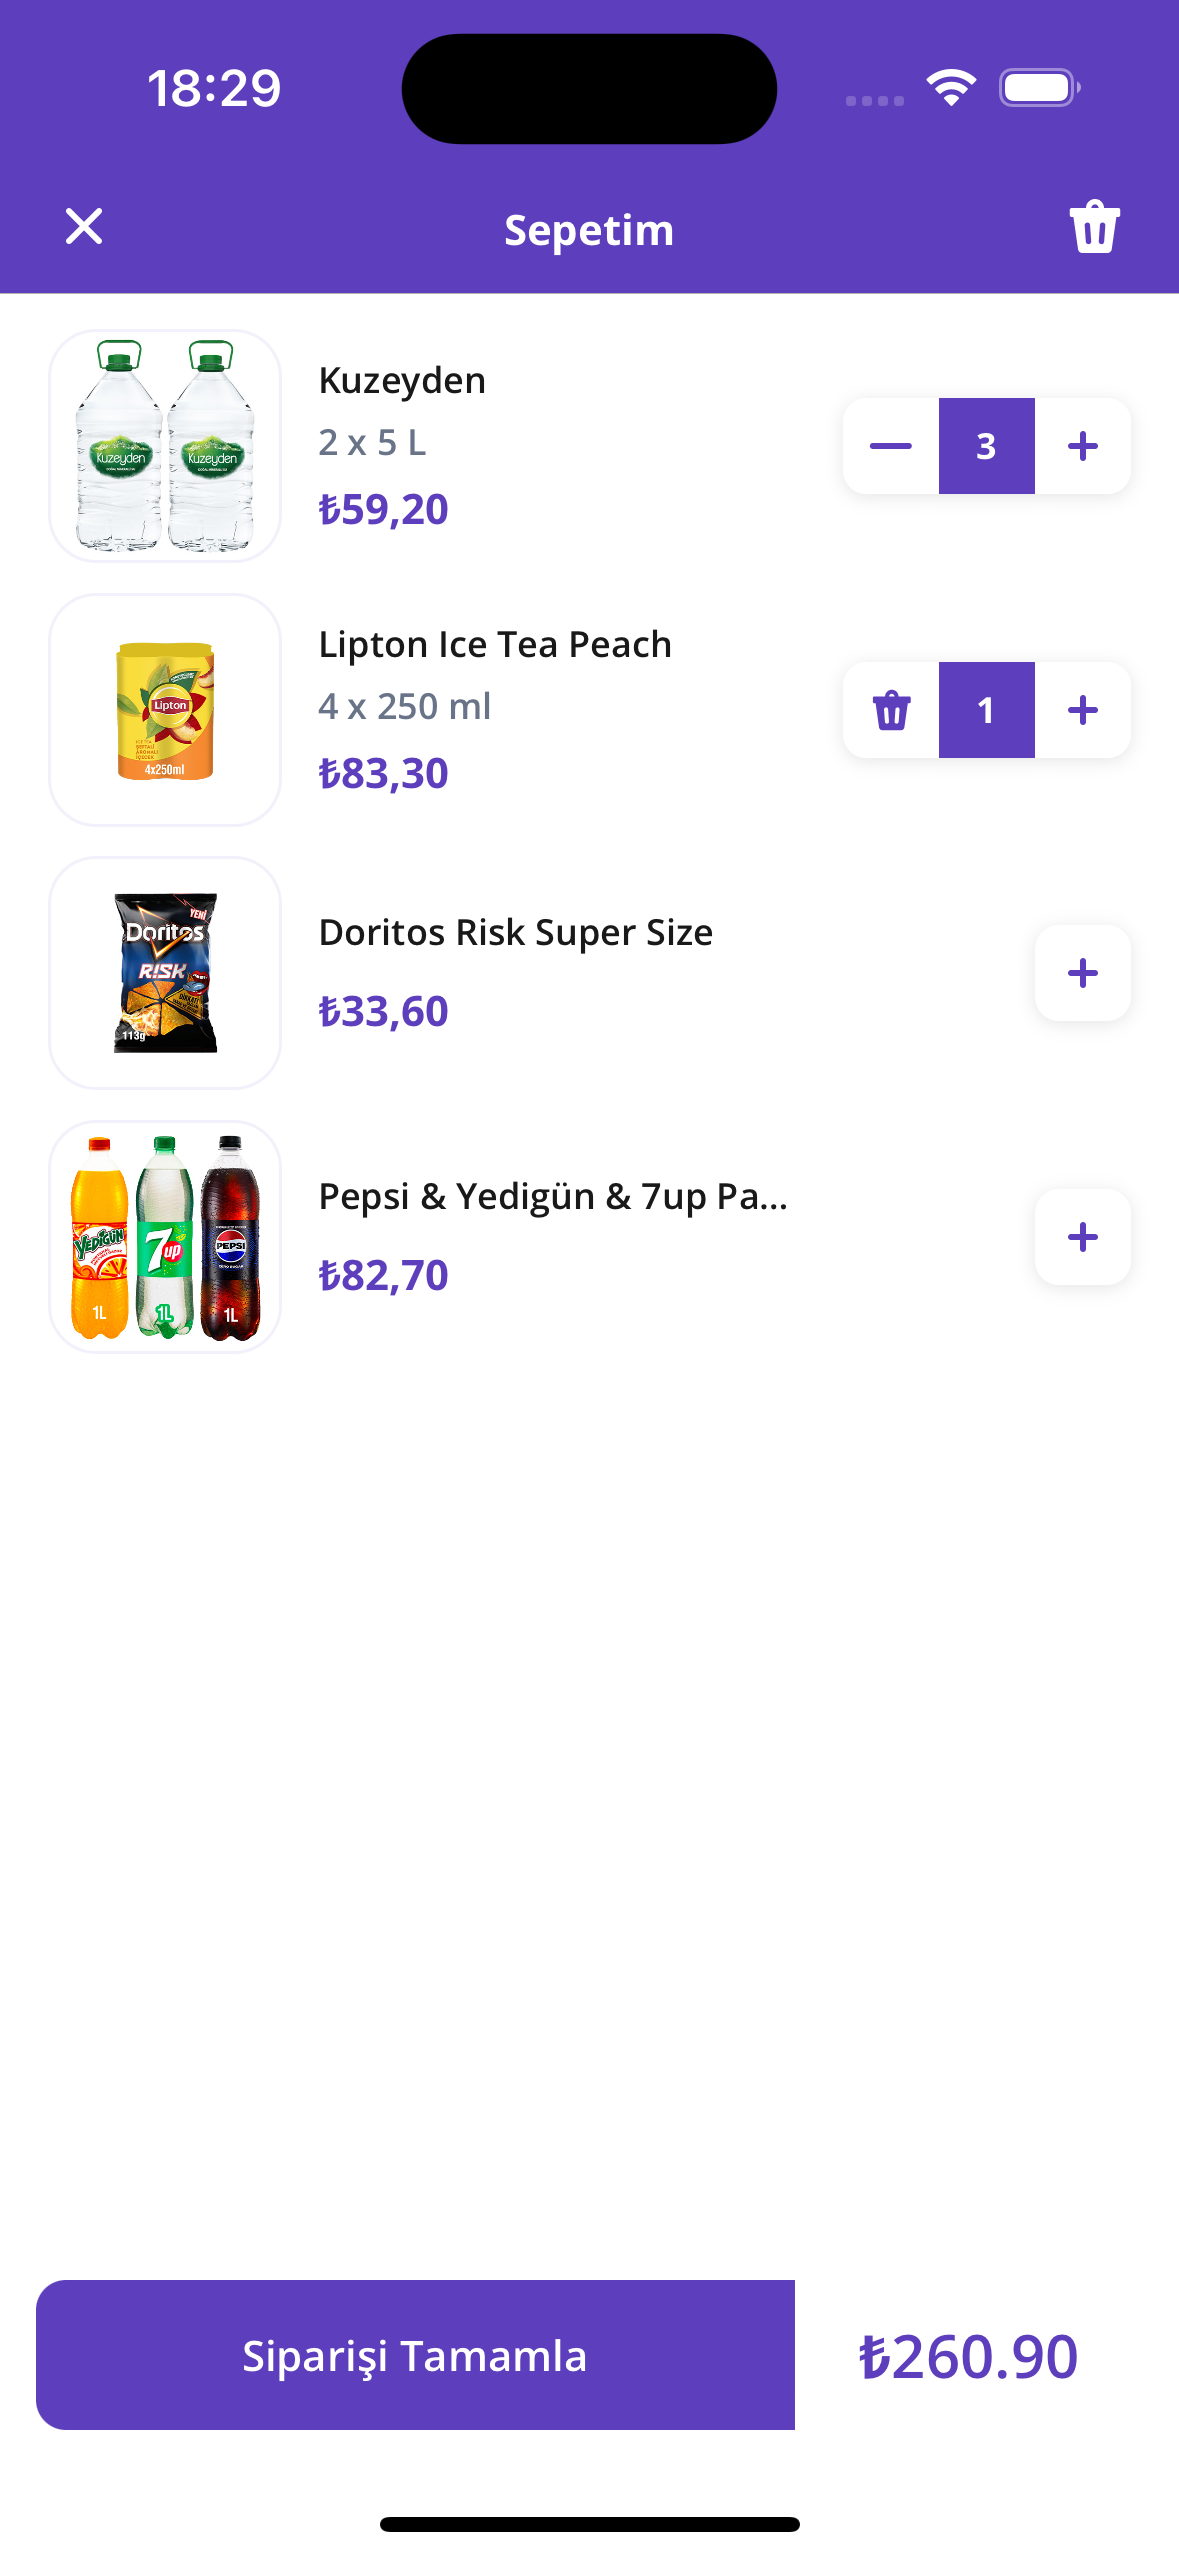 18:29
Sepetim
Kuzeyden
Kuzeyden
Kuzeyden
2 x 5 L
₺59,20
3
Lipton
4x250ml
Lipton Ice Tea Peach
4 x 250 ml
₺83,30
1
YENİ
Doritos
RISK
113g
Doritos Risk Super Size
₺33,60
YEDİGÜN
1L
7up
1L
PEPSI
ZERO SUGAR
1L
Pepsi & Yedigün & 7up Pa...
₺82,70
Siparişi Tamamla
₺260.90